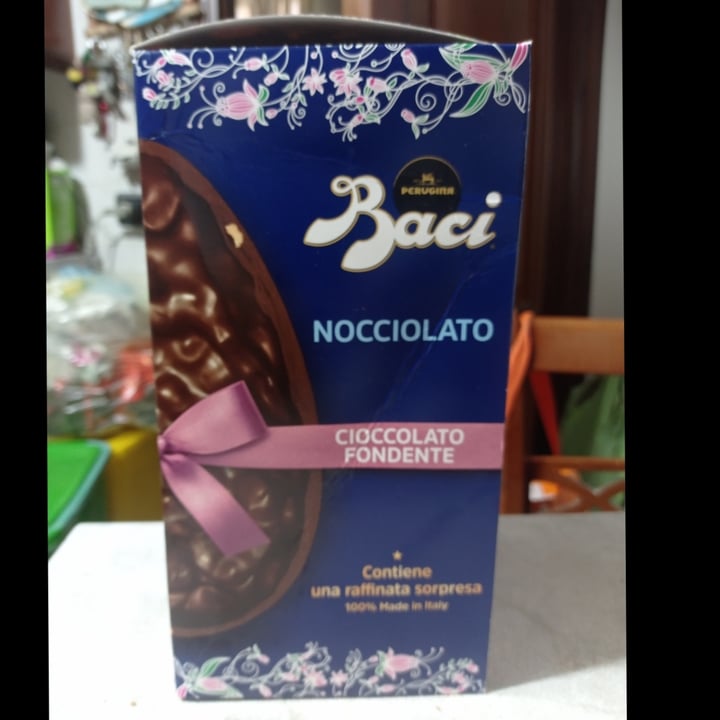 PERUGINA
Baci
NOCCIOLATO
CIOCCOLATO
FONDENTE
Contiene
una raffinata sorpresa
100% Made in Italy